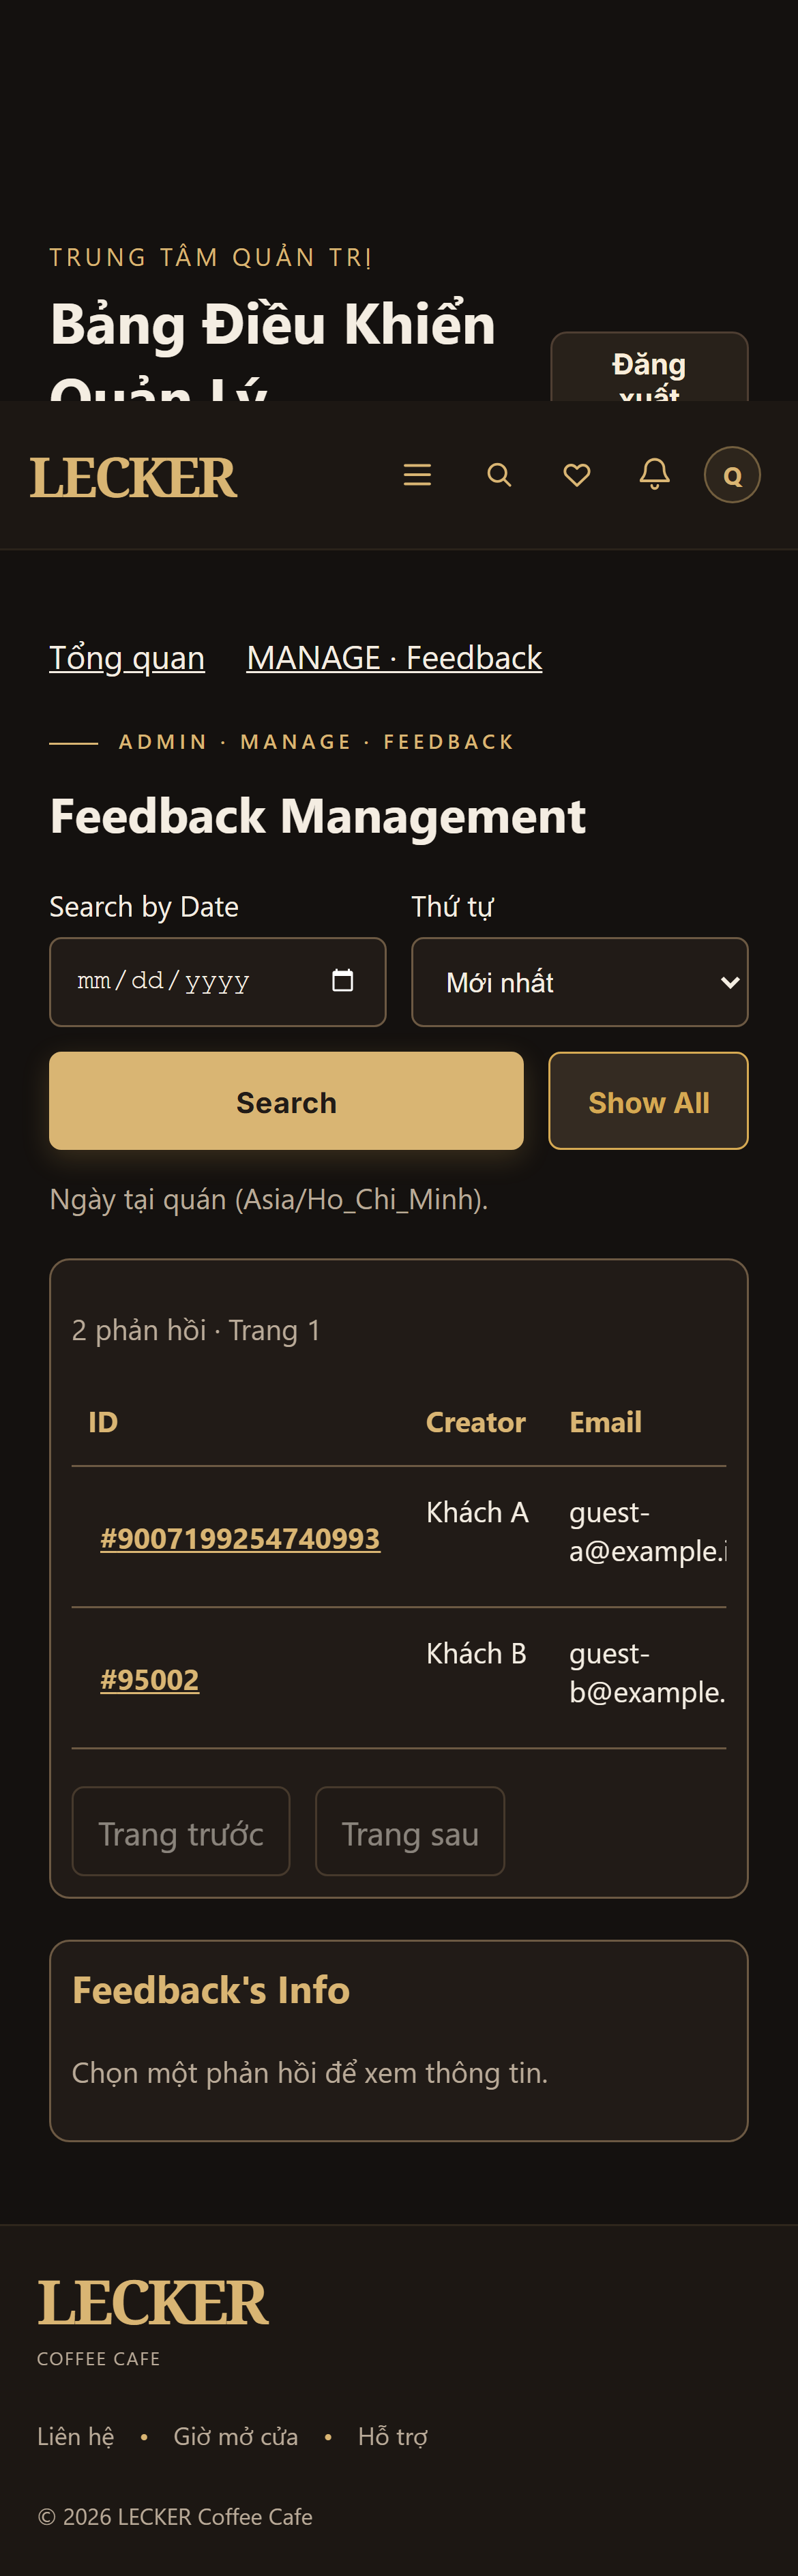 TRUNG TÂM QUẢN TRỊ
Bảng Điều Khiển
Quản Lý
Đăng
xuất
LECKER
Q
Tổng quan MANAGE · Feedback
ADMIN · MANAGE · FEEDBACK
Feedback Management
Search by Date Thứ tự
mm/dd/yyyy Mới nhất
Search Show All
Ngày tại quán (Asia/Ho_Chi_Minh).
2 phản hồi · Trang 1
ID Creator Email
#9007199254740993 Khách A guest-
a@example.i
#95002 Khách B guest-
b@example.
Trang trước Trang sau
Feedback's Info
Chọn một phản hồi để xem thông tin.
LECKER
COFFEE CAFE
Liên hệ • Giờ mở cửa • Hỗ trợ
© 2026 LECKER Coffee Cafe